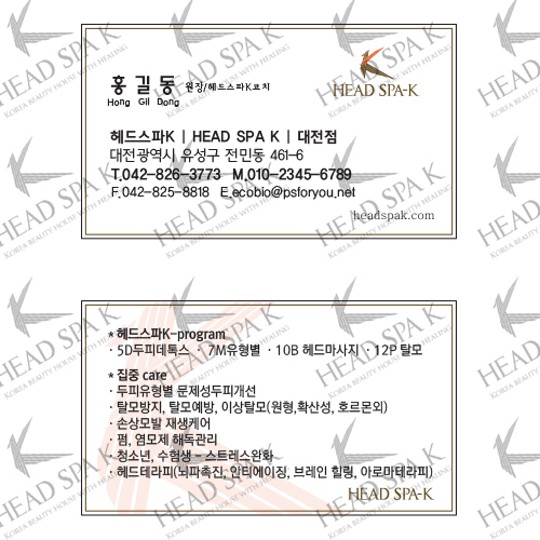 홍 길 동 원장/헤드스파K코치
Hong Gil Dong
HEAD SPA-K
헤드스파K | HEAD SPA K | 대전점
대전광역시 유성구 전민동 461-6
T.042-826-3773 M.010-2345-6789
F.042-825-8818 E.ecobio@psforyou.net
headspak.com
*헤드스파K-program
· 5D두피데톡스 · 7M유형별 · 10B 헤드마사지 · 12P 탈모
*집중 care
· 두피유형별 문제성두피개선
· 탈모방지, 탈모예방, 이상탈모(원형,확산성, 호르몬외)
· 손상모발 재생케어
· 펌, 염모제 해독관리
· 청소년, 수험생 - 스트레스완화
· 헤드테라피(뇌파촉진, 안티에이징, 브레인 힐링, 아로마테라피)
HEAD SPA-K
HEAD SPA K
KOREA BEAUTY HOUSE WITH HEALING